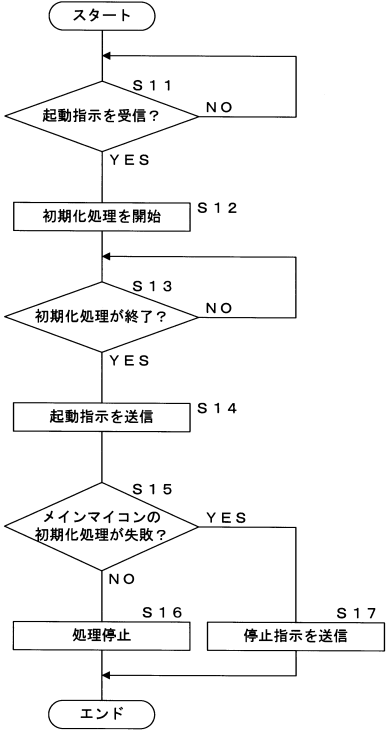 スタート
S11
起動指示を受信？
NO
YES
S12
初期化処理を開始
S13
初期化処理が終了？
NO
YES
S14
起動指示を送信
S15
メインマイコンの
初期化処理が失敗？
YES
NO
S16
処理停止
S17
停止指示を送信
エンド